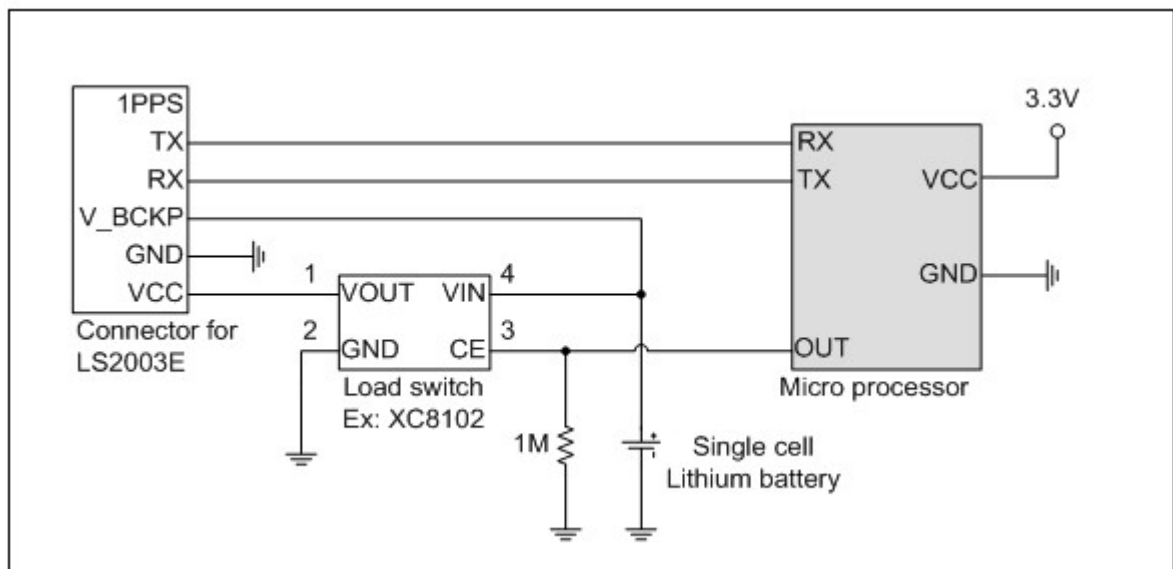 1PPS
TX
RX
V_BCKP
GND
VCC
Connector for
LS2003E
1
2
4
3
VOUT
VIN
GND
CE
Load switch
Ex: XC8102
1M
+
-
Single cell
Lithium battery
RX
TX
VCC
GND
OUT
Micro processor
3.3V